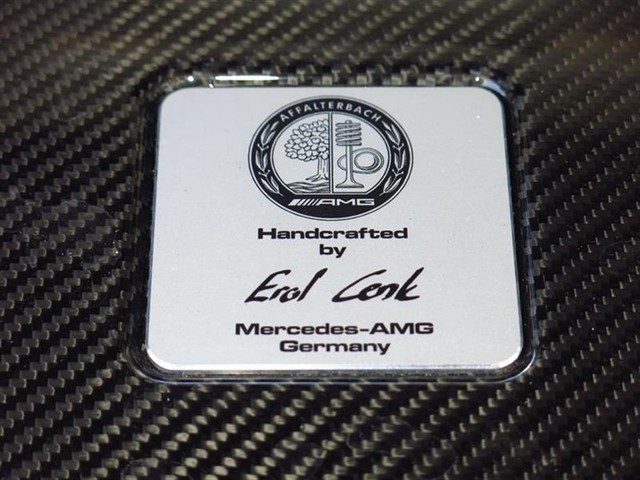 AFFALTERBACH
AMG
Handcrafted
by
Erol Cenk
Mercedes-AMG
Germany